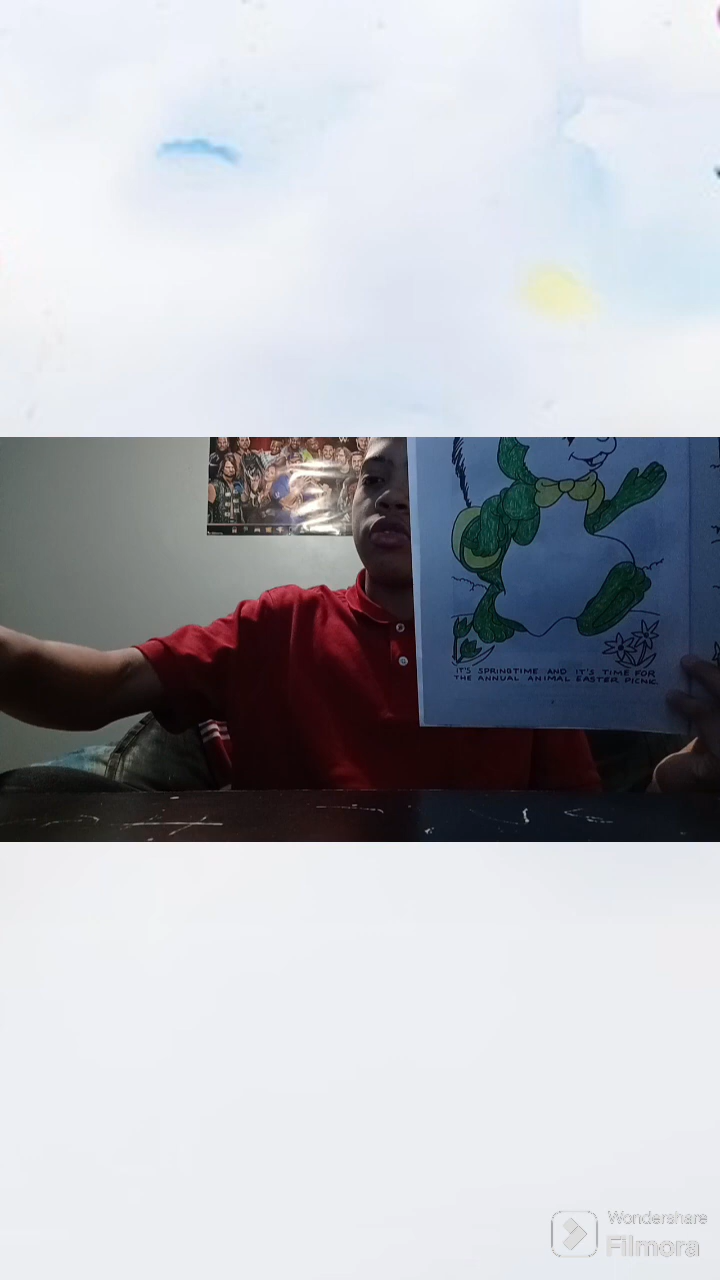 IT'S SPRINGTIME AND IT'S TIME FOR
THE ANNUAL ANIMAL EASTER PICNIC.
Wondershare
Filmora